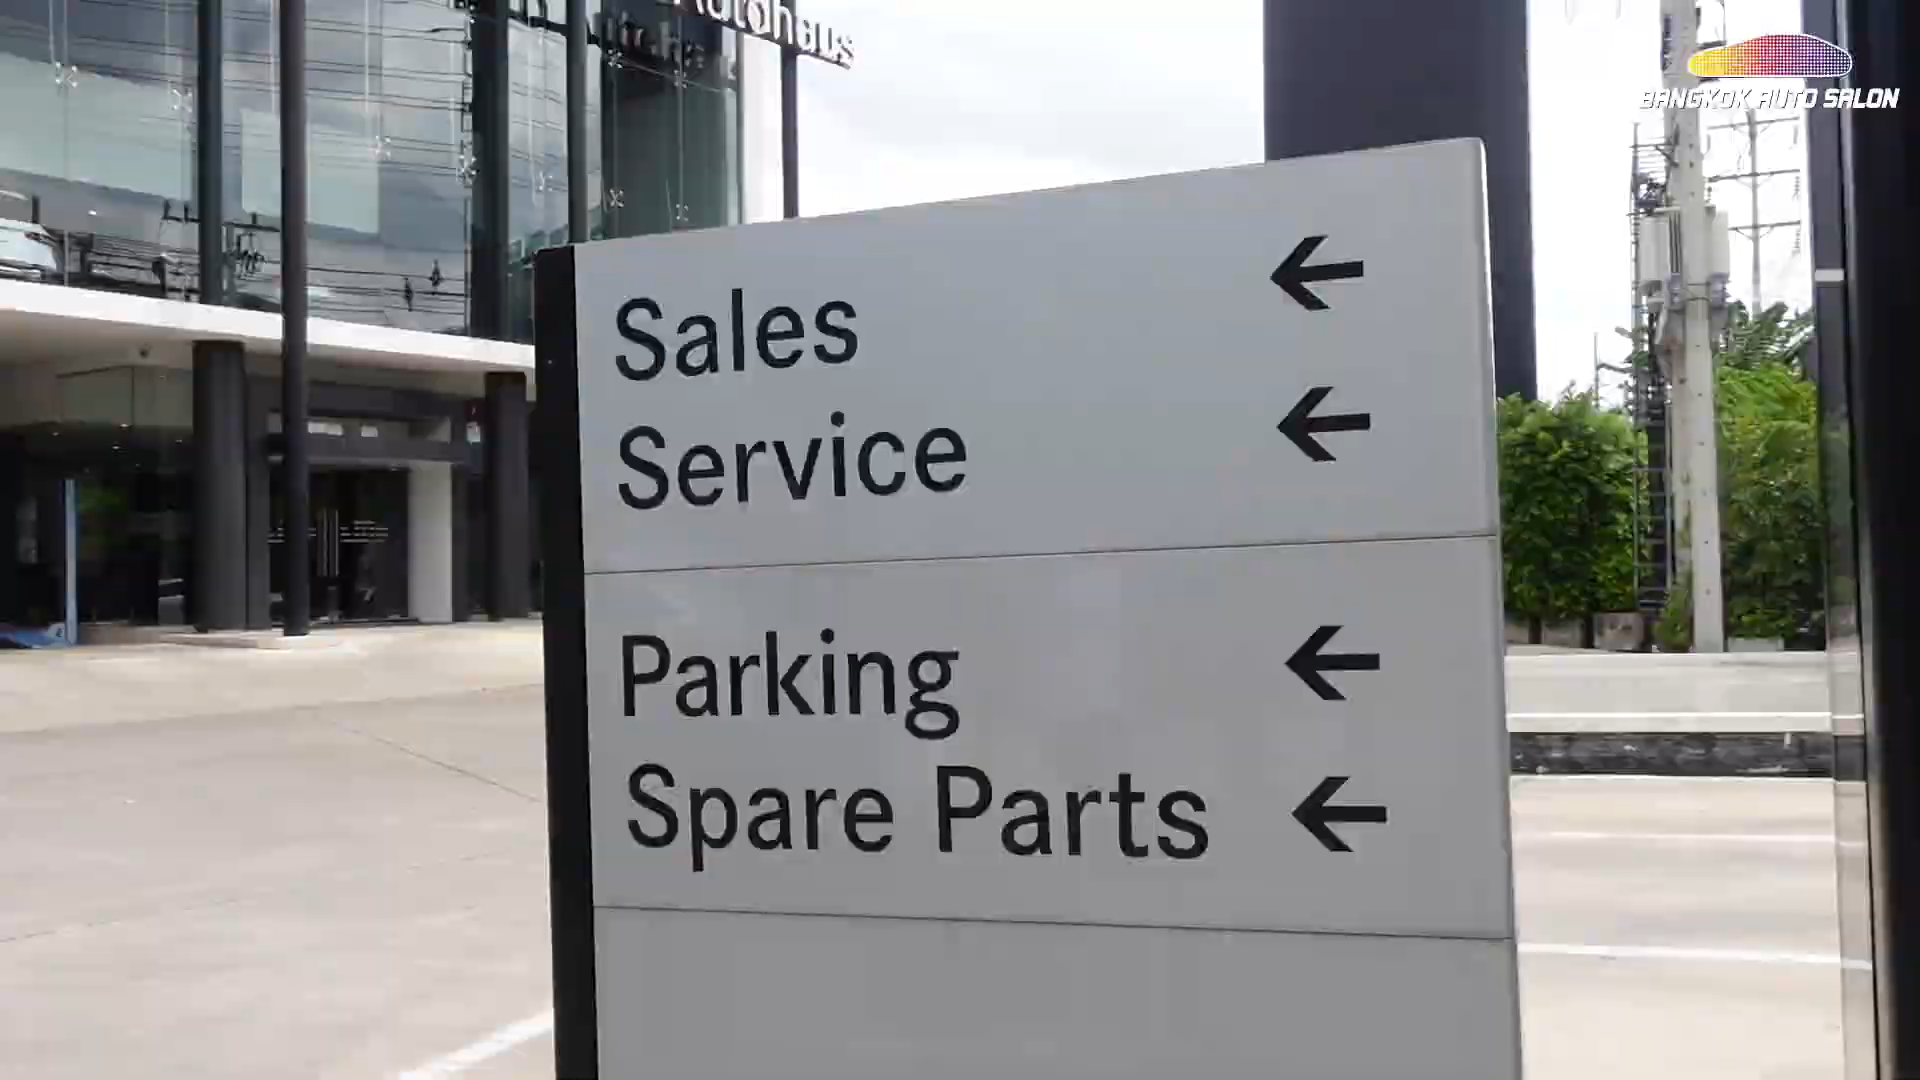 Autohaus
BANGKOK AUTO SALON
Sales
Service
Parking
Spare Parts